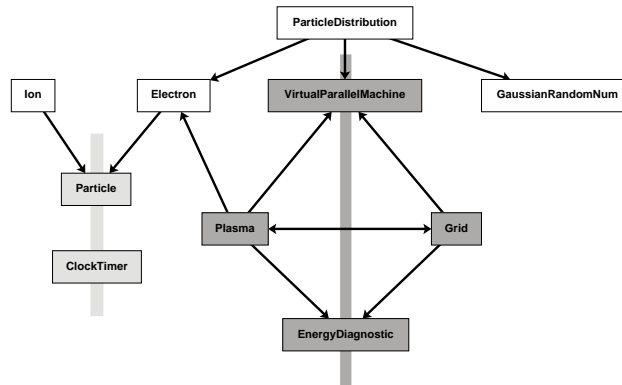 ParticleDistribution
Ion
Electron
VirtualParallelMachine
GaussianRandomNum
Particle
Plasma
Grid
ClockTimer
EnergyDiagnostic